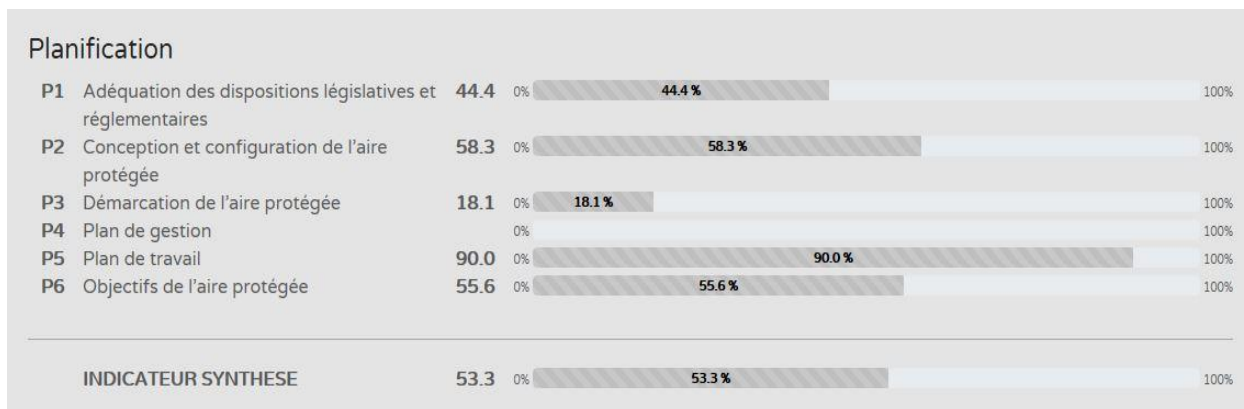 Planification
P1 Adéquation des dispositions législatives et 44.4 0% 44.4 % 100%
réglementaires
P2 Conception et configuration de l'aire 58.3 0% 58.3 % 100%
protégée
P3 Démarcation de l'aire protégée 18.1 0% 18.1 % 100%
P4 Plan de gestion 0% 100%
P5 Plan de travail 90.0 0% 90.0 % 100%
P6 Objectifs de l'aire protégée 55.6 0% 55.6 % 100%
INDICATEUR SYNTHESE 53.3 0% 53.3 % 100%